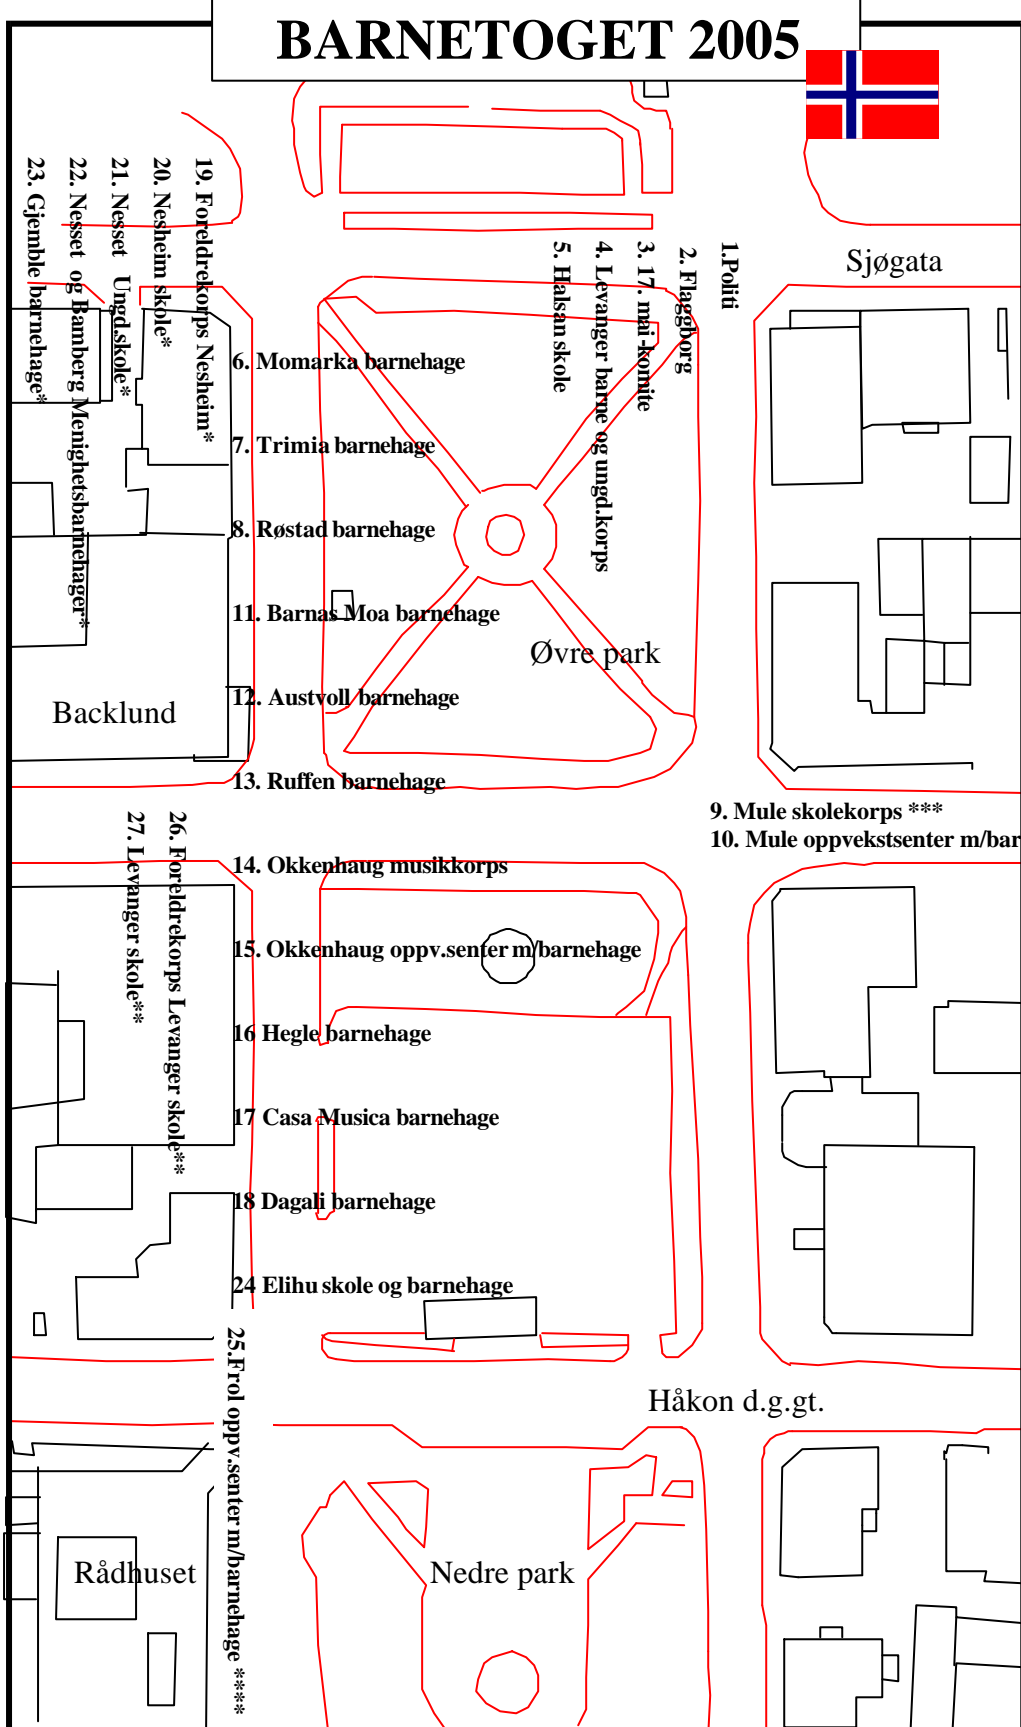 BARNETOGET 2005
Sjøgata
1.Politi
2. Flaggborg
3. 17. mai-komite
4. Levanger barne og ungd.korps
5. Halsan skole
6. Momarka barnehage
7. Trimia barnehage
8. Røstad barnehage
11. Barnas Moa barnehage
12. Austvoll barnehage
13. Ruffen barnehage
9. Mule skolekorps ***
10. Mule oppvekstsenter m/bar
14. Okkenhaug musikkorps
15. Okkenhaug oppv.senter m/barnehage
16 Hegle barnehage
17 Casa Musica barnehage
18 Dagali barnehage
24 Elihu skole og barnehage
19. Foreldrekorps Nesheim*
20. Nesheim skole*
21. Nesset Ungd.skole*
22. Nesset og Bamberg Menighetsbarnehager*
23. Gjemble barnehage*
Øvre park
Backlund
26. Foreldrekorps Levanger skole**
27. Levanger skole**
25.Frol oppv.senter m/barnehage ****
Håkon d.g.gt.
Rådhuset
Nedre park